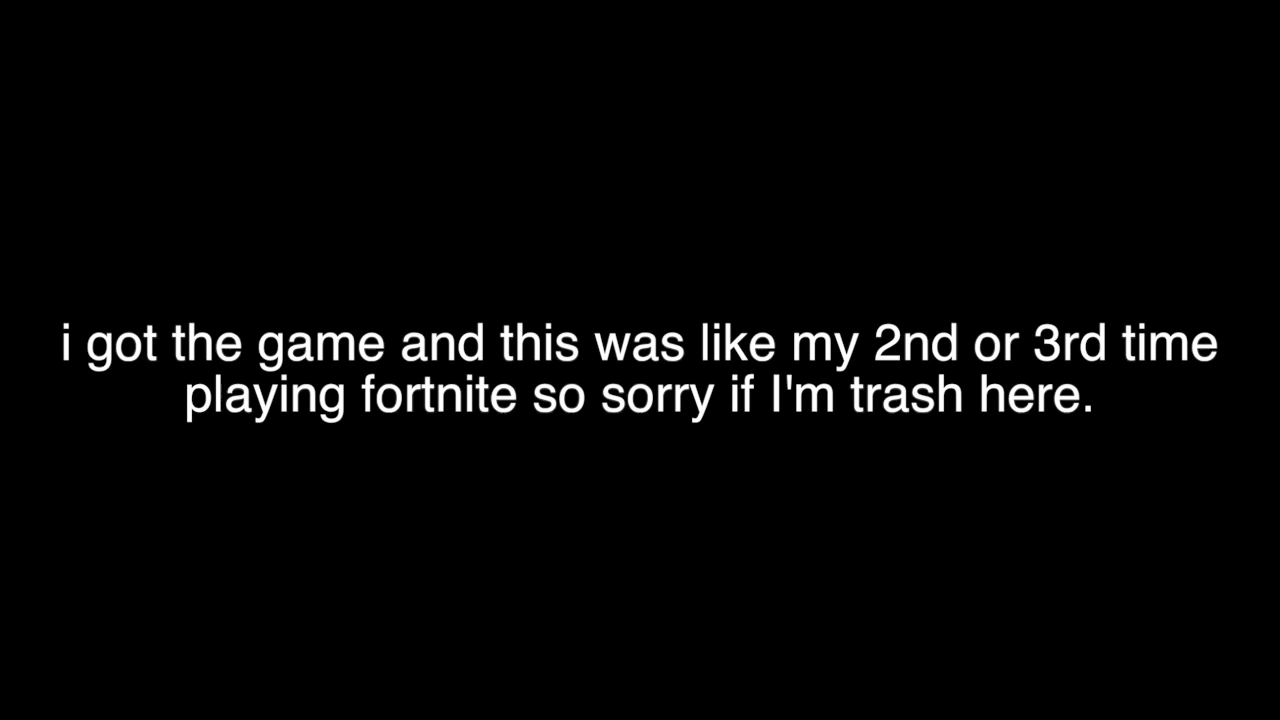 i got the game and this was like my 2nd or 3rd time
playing fortnite so sorry if I'm trash here.